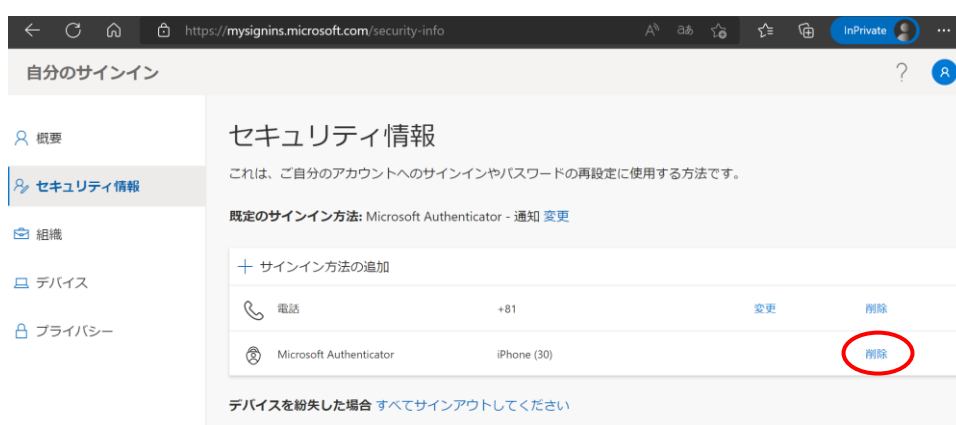 https://mysignins.microsoft.com/security-info
InPrivate
自分のサインイン
?
概要
セキュリティ情報
組織
デバイス
プライバシー
セキュリティ情報
これは、ご自分のアカウントへのサインインやパスワードの再設定に使用する方法です。
既定のサインイン方法: Microsoft Authenticator - 通知 変更
+ サインイン方法の追加
電話 +81 変更 削除
Microsoft Authenticator iPhone (30) 削除
デバイスを紛失した場合 すべてサインアウトしてください